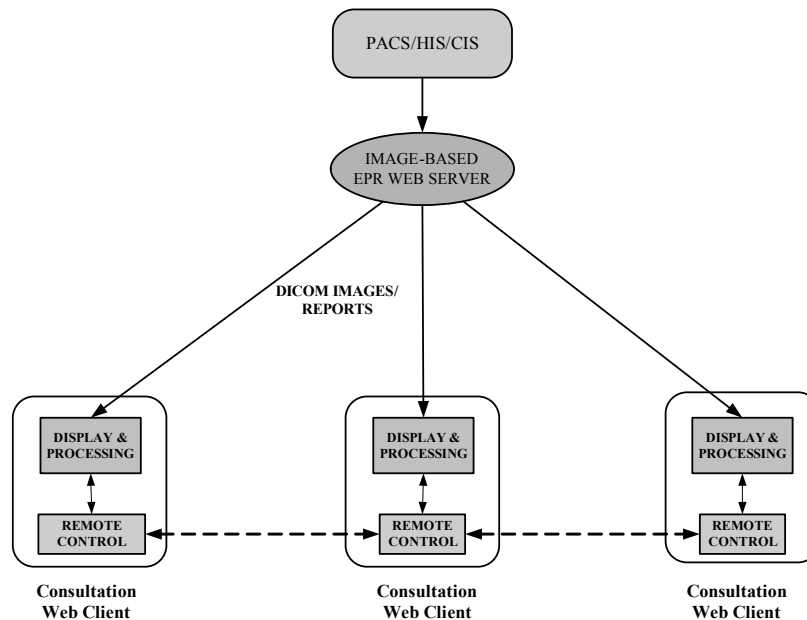 PACS/HIS/CIS
IMAGE-BASED
EPR WEB SERVER
DICOM IMAGES/
REPORTS
DISPLAY &
PROCESSING
REMOTE
CONTROL
Consultation
Web Client
DISPLAY &
PROCESSING
REMOTE
CONTROL
Consultation
Web Client
DISPLAY &
PROCESSING
REMOTE
CONTROL
Consultation
Web Client